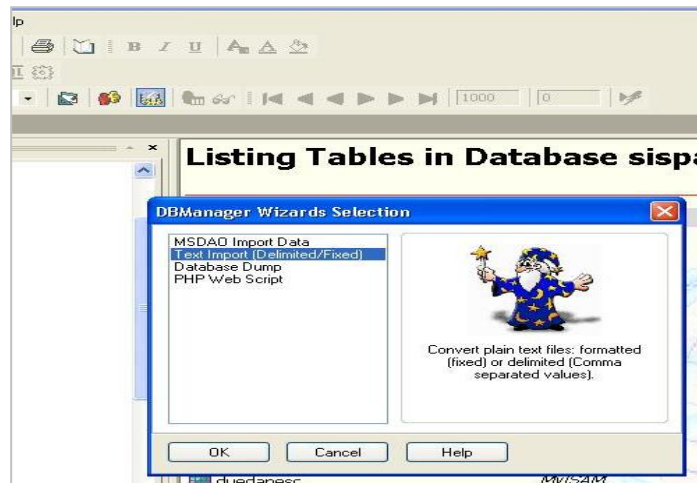 lp
B I U A A
1000 0
Listing Tables in Database sispa
DBManager Wizards Selection
MSDAO Import Data
Text Import (Delimited/Fixed)
Database Dump
PHP Web Script
Convert plain text files: formatted
(fixed) or delimited (Comma
separated values).
OK Cancel Help
duedanesc MyISAM